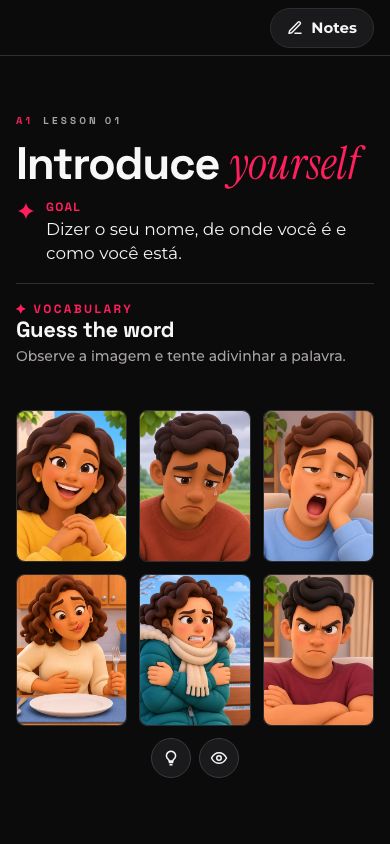 Notes
A1 LESSON 01
Introduce yourself
GOAL
Dizer o seu nome, de onde você é e
como você está.
VOCABULARY
Guess the word
Observe a imagem e tente adivinhar a palavra.